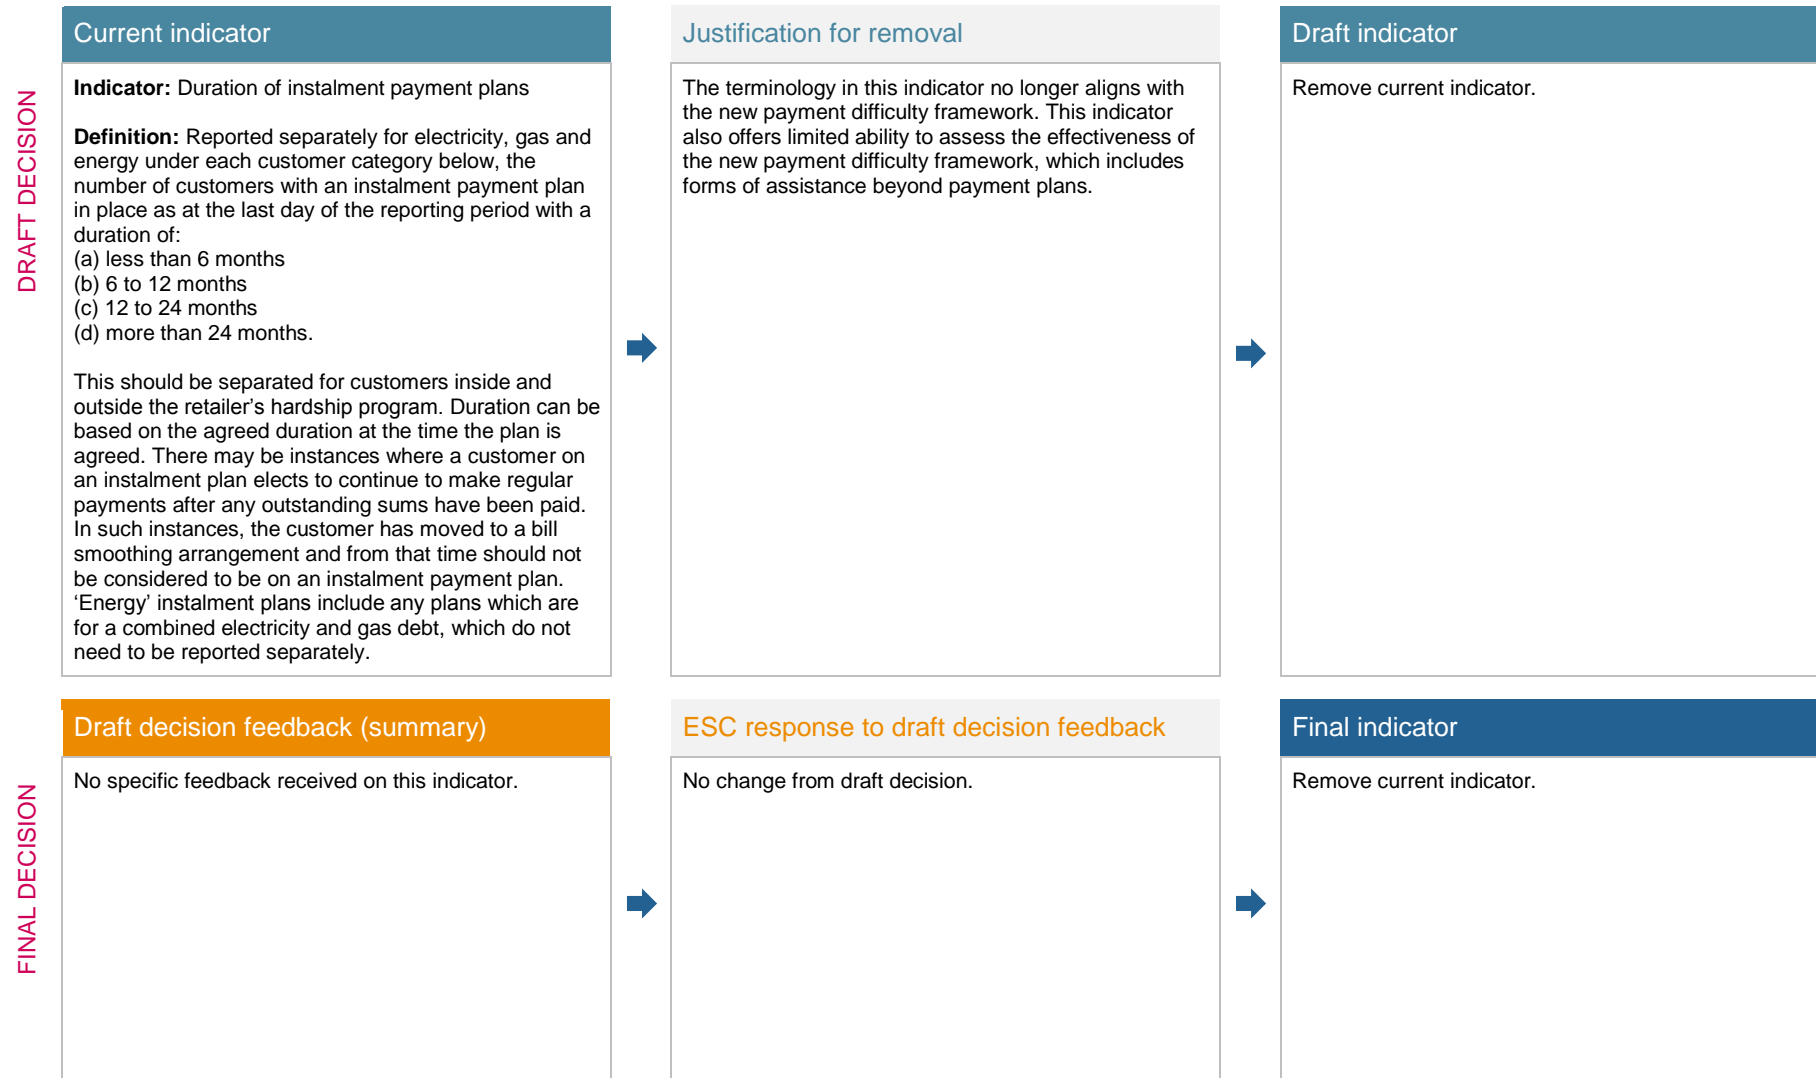 DRAFT DECISION
Current indicator
Indicator: Duration of instalment payment plans
Definition: Reported separately for electricity, gas and
energy under each customer category below, the
number of customers with an instalment payment plan
in place as at the last day of the reporting period with a
duration of:
(a) less than 6 months
(b) 6 to 12 months
(c) 12 to 24 months
(d) more than 24 months.
This should be separated for customers inside and
outside the retailer’s hardship program. Duration can be
based on the agreed duration at the time the plan is
agreed. There may be instances where a customer on
an instalment plan elects to continue to make regular
payments after any outstanding sums have been paid.
In such instances, the customer has moved to a bill
smoothing arrangement and from that time should not
be considered to be on an instalment payment plan.
‘Energy’ instalment plans include any plans which are
for a combined electricity and gas debt, which do not
need to be reported separately.
Justification for removal
The terminology in this indicator no longer aligns with
the new payment difficulty framework. This indicator
also offers limited ability to assess the effectiveness of
the new payment difficulty framework, which includes
forms of assistance beyond payment plans.
Draft indicator
Remove current indicator.
FINAL DECISION
Draft decision feedback (summary)
No specific feedback received on this indicator.
ESC response to draft decision feedback
No change from draft decision.
Final indicator
Remove current indicator.